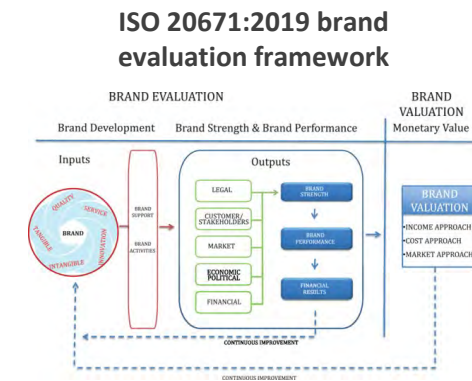 ISO 20671:2019 brand
evaluation framework
BRAND EVALUATION
BRAND
VALUATION
Brand Development
Brand Strength & Brand Performance
Monetary Value
Inputs
Outputs
QUALITY
SERVICE
TANGIBLE
BRAND
INNOVATION
INTANGIBLE
BRAND
SUPPORT
BRAND
ACTIVITIES
LEGAL
CUSTOMER/
STAKEHOLDERS
MARKET
ECONOMIC
POLITICAL
FINANCIAL
BRAND
STRENGTH
BRAND
PERFORMANCE
FINANCIAL
RESULTS
BRAND
VALUATION
•INCOME APPROACH
•COST APPROACH
•MARKET APPROACH
CONTINUOUS IMPROVEMENT
CONTINUOUS IMPROVEMENT